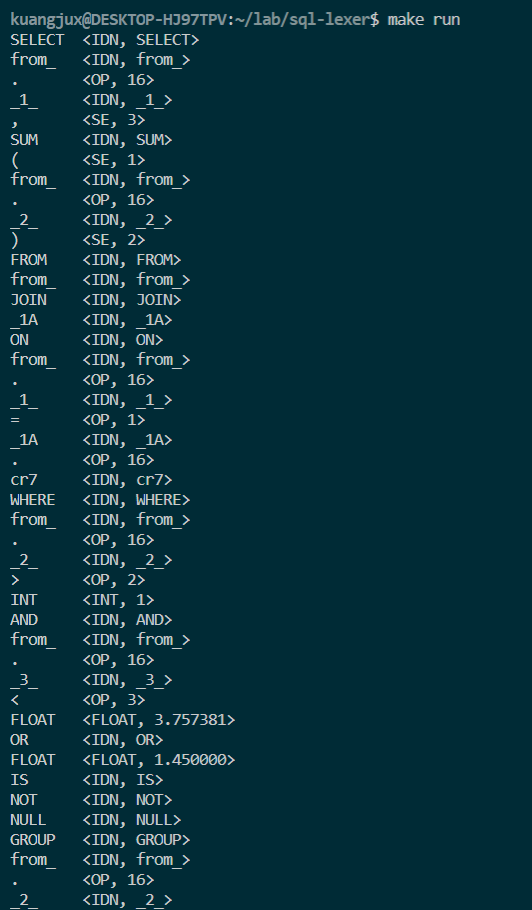 kuangjux@DESKTOP-HJ97TPV:~/lab/sql-lexer$ make run
SELECT <IDN, SELECT>
from_ <IDN, from_>
. <OP, 16>
_1_ <IDN, _1_>
, <SE, 3>
SUM <IDN, SUM>
( <SE, 1>
from_ <IDN, from_>
. <OP, 16>
_2_ <IDN, _2_>
) <SE, 2>
FROM <IDN, FROM>
from_ <IDN, from_>
JOIN <IDN, JOIN>
_1A <IDN, _1A>
ON <IDN, ON>
from_ <IDN, from_>
. <OP, 16>
_1_ <IDN, _1_>
= <OP, 1>
_1A <IDN, _1A>
. <OP, 16>
cr7 <IDN, cr7>
WHERE <IDN, WHERE>
from_ <IDN, from_>
. <OP, 16>
_2_ <IDN, _2_>
> <OP, 2>
INT <INT, 1>
AND <IDN, AND>
from_ <IDN, from_>
. <OP, 16>
_3_ <IDN, _3_>
< <OP, 3>
FLOAT <FLOAT, 3.757381>
OR <IDN, OR>
FLOAT <FLOAT, 1.450000>
IS <IDN, IS>
NOT <IDN, NOT>
NULL <IDN, NULL>
GROUP <IDN, GROUP>
from_ <IDN, from_>
. <OP, 16>
_2_ <IDN, _2_>